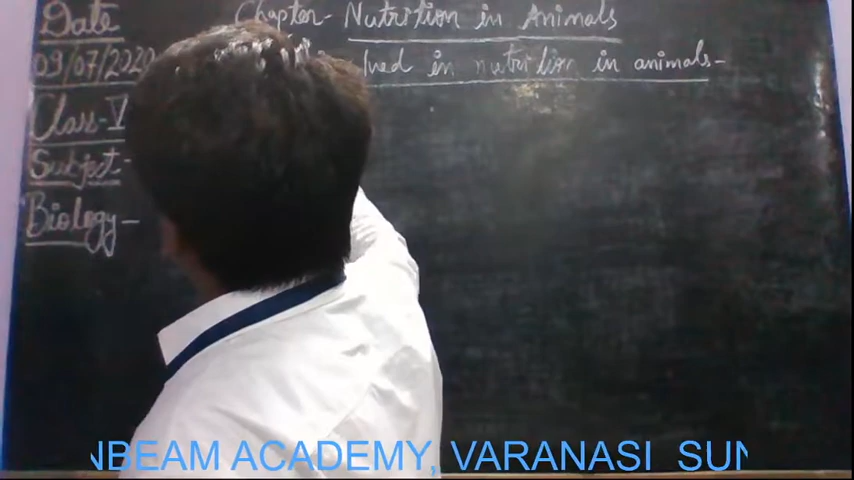 Date
09/07/2020
Class-V
Subject-
Biology-
Chapter- Nutrition in Animals
in nutrition in animals-
NBEAM ACADEMY, VARANASI SUN